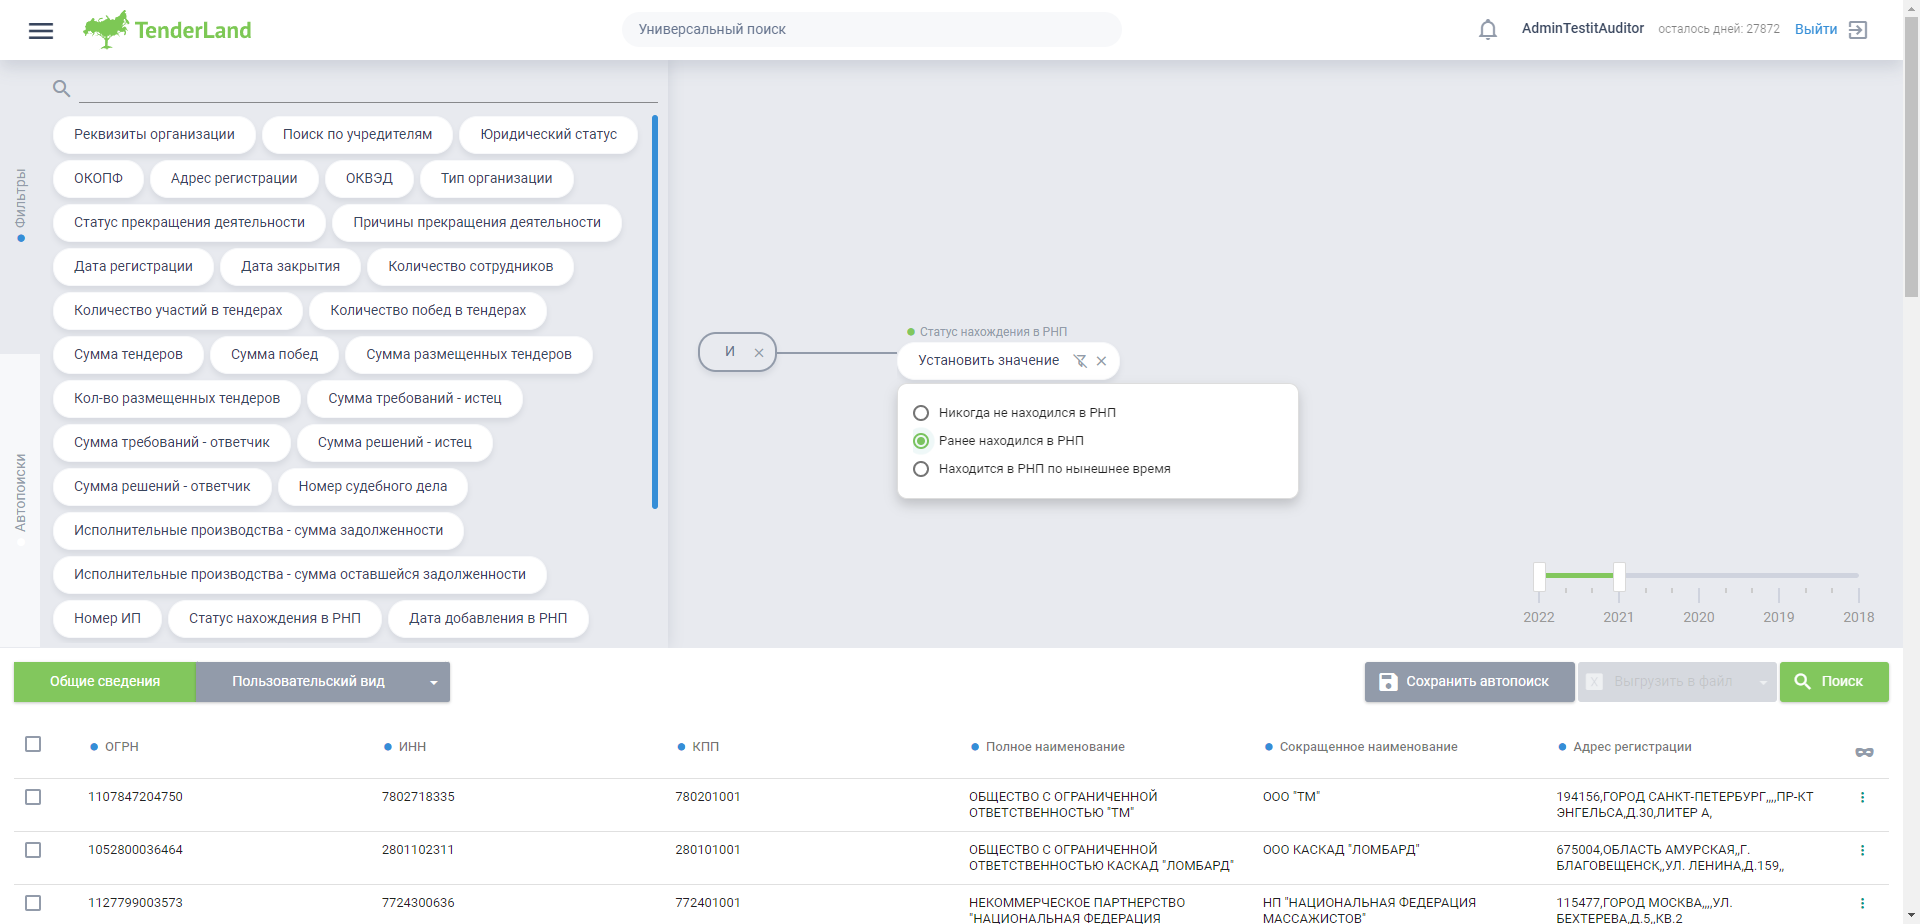 TenderLand
Универсальный поиск
AdminTestitAuditor
осталось дней: 27872
Выйти
Фильтры
Автопоиски
Реквизиты организации
Поиск по учредителям
Юридический статус
ОКОПФ
Адрес регистрации
ОКВЭД
Тип организации
Статус прекращения деятельности
Причины прекращения деятельности
Дата регистрации
Дата закрытия
Количество сотрудников
Количество участий в тендерах
Количество побед в тендерах
Сумма тендеров
Сумма побед
Сумма размещенных тендеров
Кол-во размещенных тендеров
Сумма требований - истец
Сумма требований - ответчик
Сумма решений - истец
Сумма решений - ответчик
Номер судебного дела
Исполнительные производства - сумма задолженности
Исполнительные производства - сумма оставшейся задолженности
Номер ИП
Статус нахождения в РНП
Дата добавления в РНП
И
Статус нахождения в РНП
Установить значение
Никогда не находился в РНП
Ранее находился в РНП
Находится в РНП по нынешнее время
2022
2021
2020
2019
2018
Общие сведения
Пользовательский вид
Сохранить автопоиск
Выгрузить в файл
Поиск
ОГРН
ИНН
КПП
Полное наименование
Сокращенное наименование
Адрес регистрации
1107847204750
7802718335
780201001
ОБЩЕСТВО С ОГРАНИЧЕННОЙ
ОТВЕТСТВЕННОСТЬЮ "ТМ"
ООО "ТМ"
194156,ГОРОД САНКТ-ПЕТЕРБУРГ,,,,ПР-КТ
ЭНГЕЛЬСА,Д.30,ЛИТЕР А,
1052800036464
2801102311
280101001
ОБЩЕСТВО С ОГРАНИЧЕННОЙ
ОТВЕТСТВЕННОСТЬЮ КАСКАД "ЛОМБАРД"
ООО КАСКАД "ЛОМБАРД"
675004,ОБЛАСТЬ АМУРСКАЯ,,Г.
БЛАГОВЕЩЕНСК,,УЛ. ЛЕНИНА,Д.159,,
1127799003573
7724300636
772401001
НЕКОММЕРЧЕСКОЕ ПАРТНЕРСТВО
"НАЦИОНАЛЬНАЯ ФЕДЕРАЦИЯ
НП "НАЦИОНАЛЬНАЯ ФЕДЕРАЦИЯ
МАССАЖИСТОВ"
115477,ГОРОД МОСКВА,,,,УЛ.
БЕХТЕРЕВА,Д.5,,КВ.2